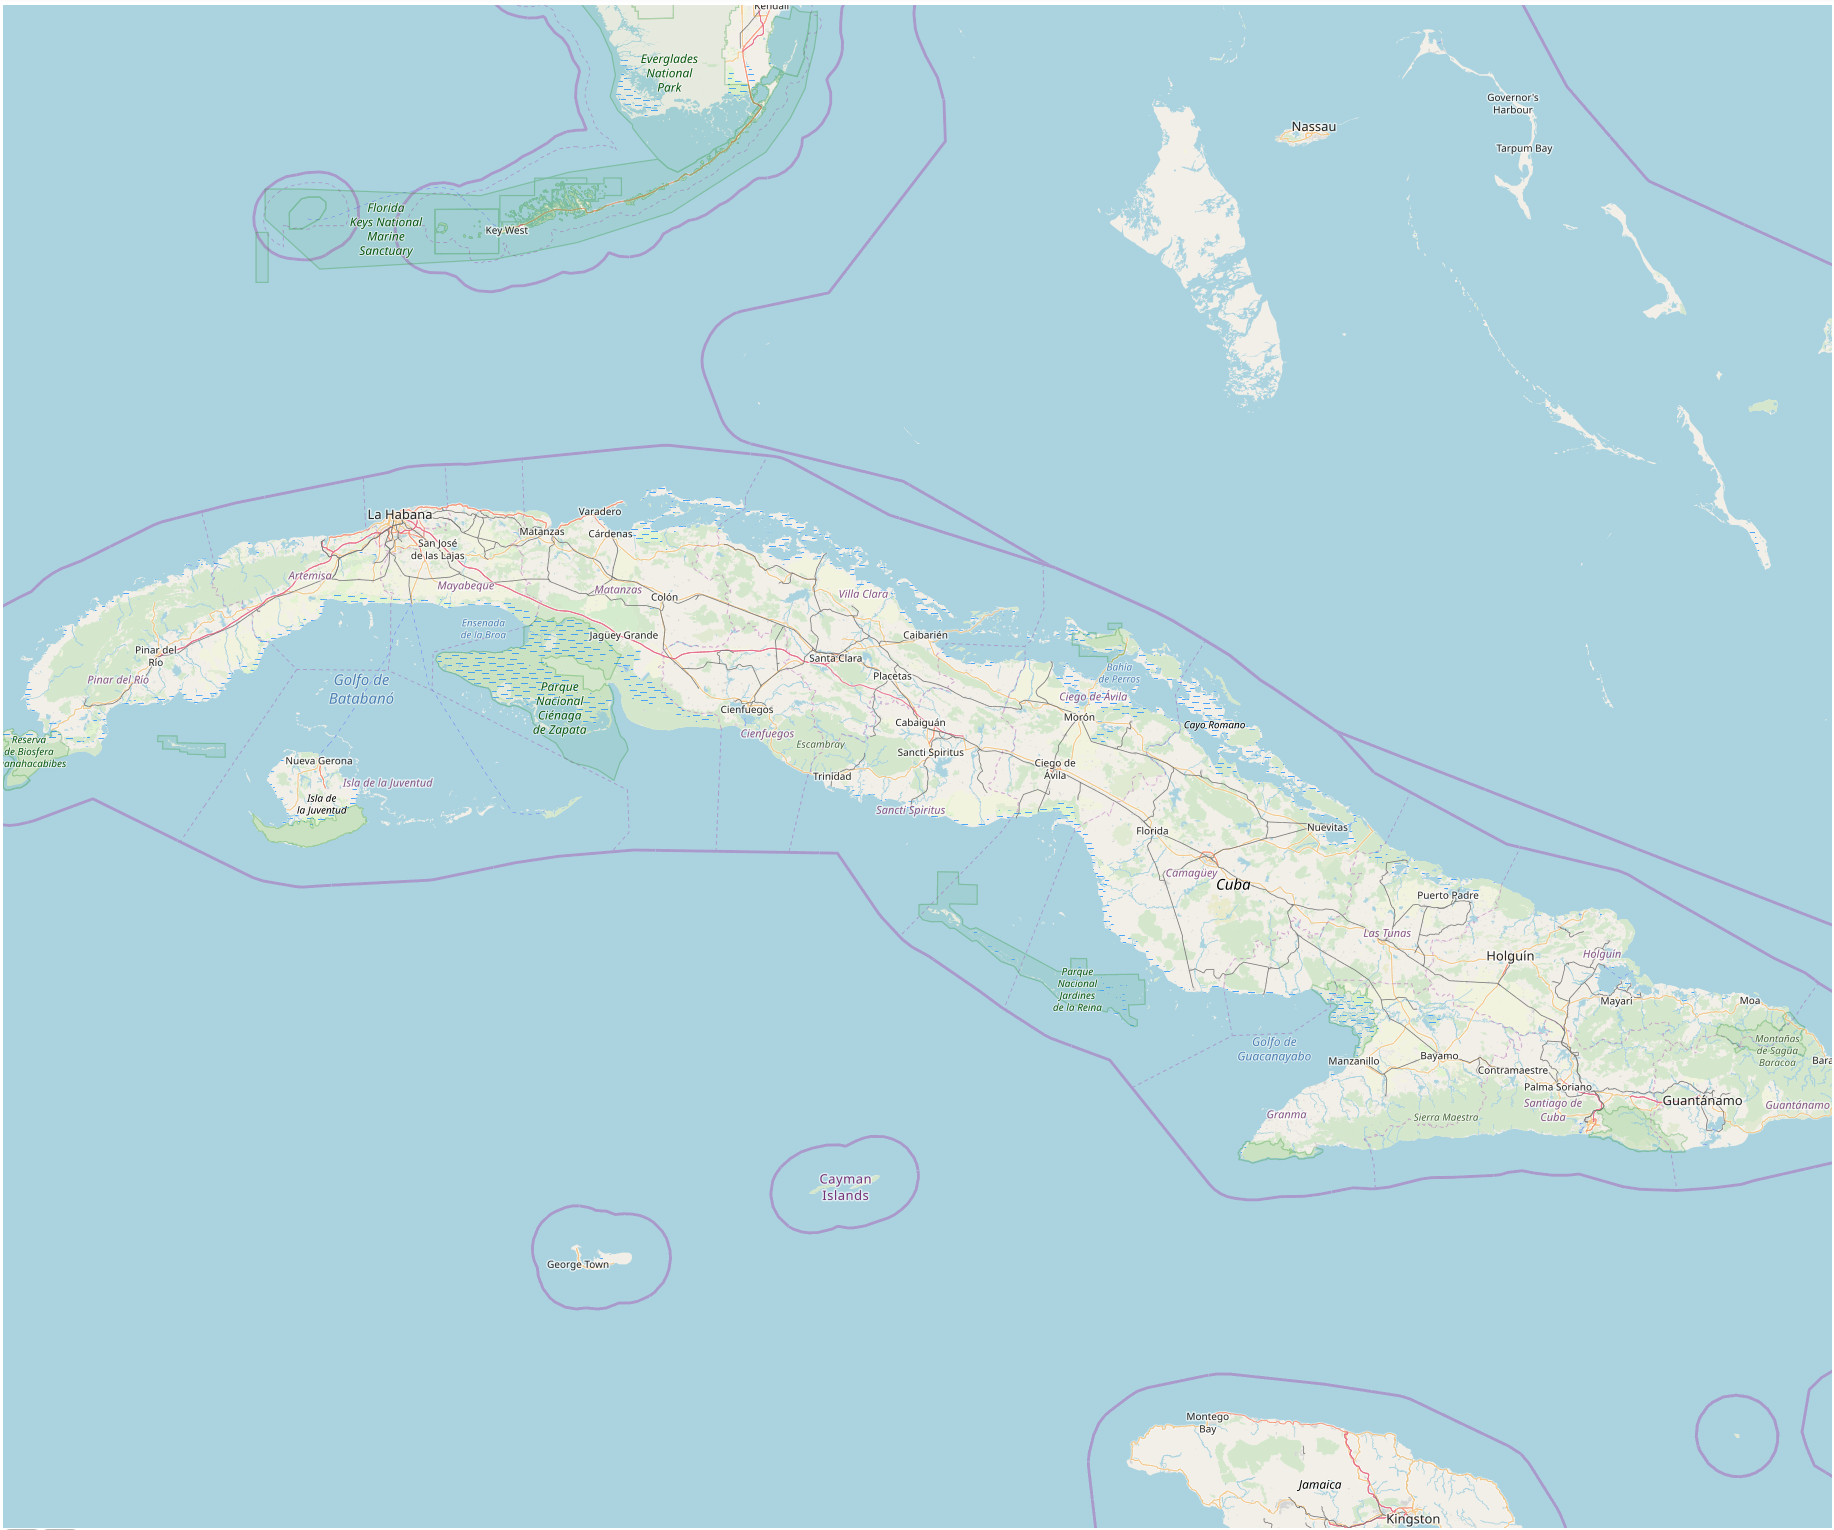 Kendall
Everglades
National
Park
Governor's
Harbour
Nassau
Tarpum Bay
Florida
Keys National
Marine
Sanctuary
Key West
La Habana
Varadero
Matanzas
Cárdenas
San José
de las Lajas
Artemisa
Mayabeque
Matanzas
Colón
Villa Clara
Ensenada
de la Broa
Jagüey Grande
Caibarién
Pinar del
Río
Santa Clara
Pinar del Río
Golfo de
Batabanó
Placetas
Bahía
de Perros
Parque
Nacional
Ciénaga
de Zapata
Ciego de Ávila
Cienfuegos
Morón
Cabaiguán
Cayo Romano
Cienfuegos
Escambray
Reserva
de Biosfera
anahacabibes
Sancti Spíritus
Nueva Gerona
Ciego de
Ávila
Trinidad
Isla de la Juventud
Isla de
la Juventud
Sancti Spíritus
Florida
Nuevitas
Camagüey
Cuba
Puerto Padre
Las Tunas
Holguín
Holguín
Parque
Nacional
Jardines
de la Reina
Mayarí
Moa
Golfo de
Guacanayabo
Montañas
de Sagua
Baracoa
Manzanillo
Bayamo
Bara
Contramaestre
Palma Soriano
Guantánamo
Santiago de
Cuba
Guantánamo
Granma
Sierra Maestra
Cayman
Islands
George Town
Montego
Bay
Jamaica
Kingston